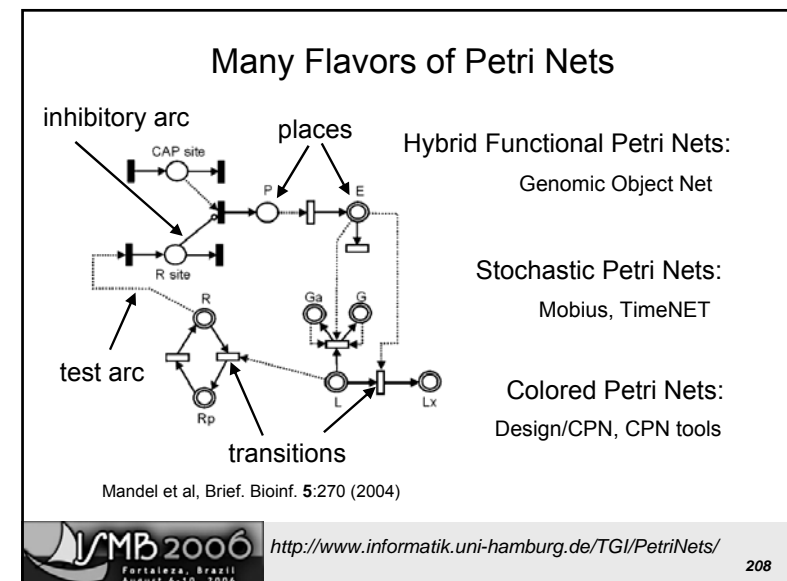 Many Flavors of Petri Nets
inhibitory arc
places
CAP site
P
E
R site
R
Ga
G
test arc
Rp
L
Lx
transitions
Mandel et al, Brief. Bioinf. 5:270 (2004)
Hybrid Functional Petri Nets:
Genomic Object Net
Stochastic Petri Nets:
Mobius, TimeNET
Colored Petri Nets:
Design/CPN, CPN tools
ISMB 2006
Fortaleza, Brazil
August 6-10, 2006
http://www.informatik.uni-hamburg.de/TGI/PetriNets/
208